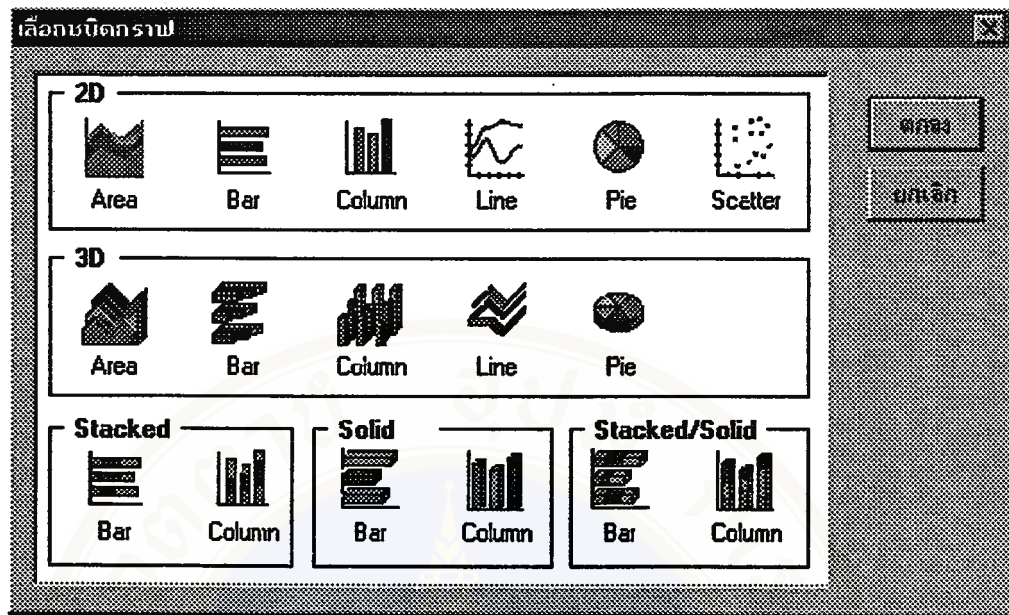 เลือกชนิดกราฟ
2D
Area Bar Column Line Pie Scatter
ตกลง
ยกเลิก
3D
Area Bar Column Line Pie
Stacked Solid Stacked/Solid
Bar Column Bar Column Bar Column